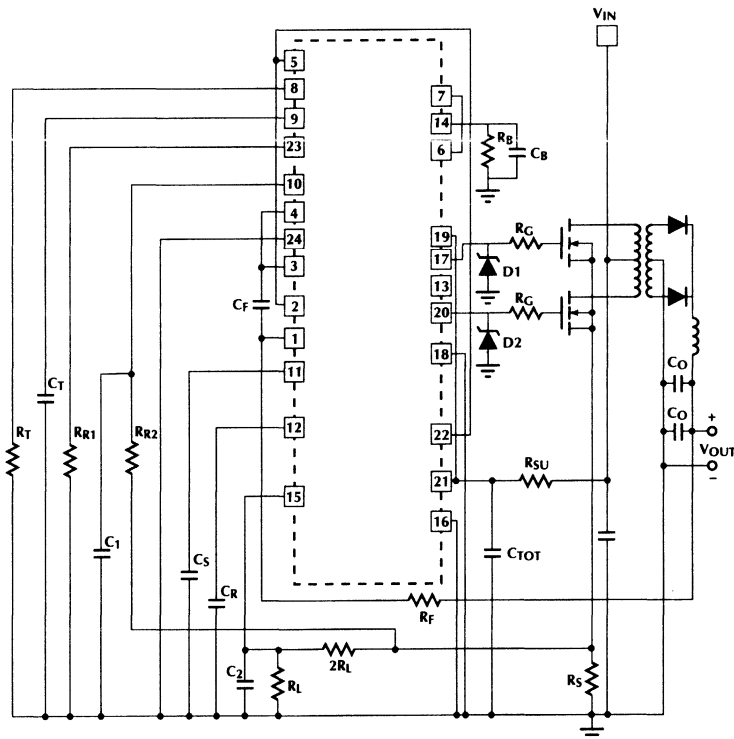 VIN
5
8
9
23
10
4
24
3
2
1
11
12
15
7
14
6
19
17
13
20
18
22
21
16
RB
CB
RG
D1
RG
D2
CF
CT
RT
RR1
RR2
C1
CS
CR
C2
RL
2RL
RF
RSU
CTOT
RS
CO
CO
+
VOUT
−